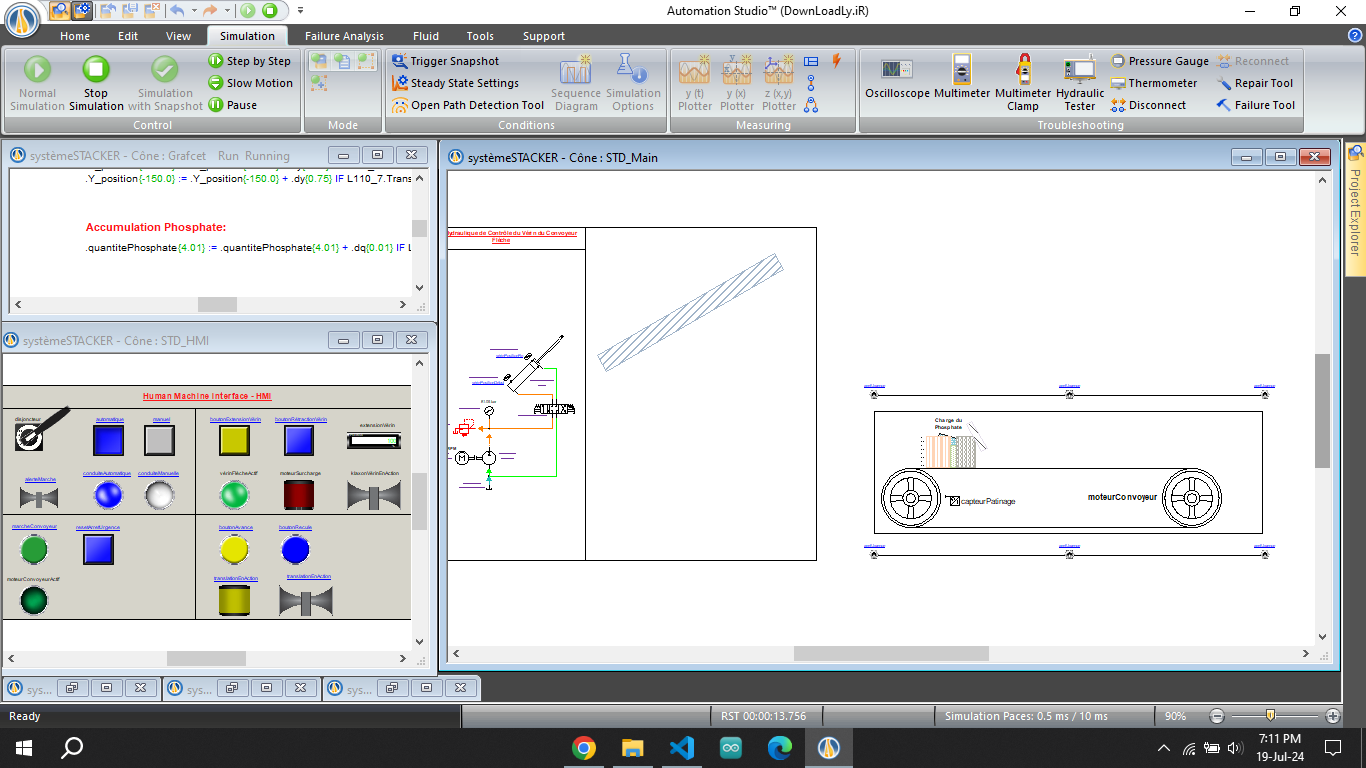 Automation Studio™ (DownLoadLy.iR)
Home Edit View Simulation Failure Analysis Fluid Tools Support
Normal Simulation
Stop Simulation
Simulation with Snapshot
Step by Step
Slow Motion
Pause
Control
Mode
Trigger Snapshot
Steady State Settings
Open Path Detection Tool
Sequence Diagram
Simulation Options
Conditions
y (t) Plotter
y (x) Plotter
z (x,y) Plotter
Measuring
Oscilloscope
Multimeter
Multimeter Clamp
Hydraulic Tester
Pressure Gauge
Thermometer
Disconnect
Reconnect
Repair Tool
Failure Tool
Troubleshooting
systèmeSTACKER - Cône : Grafcet Run Running
.Y_position{-150.0} := .Y_position{-150.0} + .dy{0.75} IF L110_7.Trans
Accumulation Phosphate:
.quantitePhosphate{4.01} := .quantitePhosphate{4.01} + .dq{0.01} IF L
systèmeSTACKER - Cône : STD_HMI
Human Machine Interface - HMI
disjoncteur
automatique
manuel
boutonExtensionVérin
boutonRétractionVérin
extensionVérin
alerteMarche
conduiteAutomatique
conduiteManuelle
vérinFlècheActif
moteurSurcharge
klaxonVérinEnAction
marcheConvoyeur
resetArretUrgence
boutonAvance
boutonRecule
moteurConvoyeurActif
translationEnAction
translationEnAction
systèmeSTACKER - Cône : STD_Main
ydraulique de Contrôle du Vérin du Convoyeur
Flèche
Charge du
Phosphate
capteurPatinage
moteurConvoyeur
Project Explorer
sys...
sys...
sys...
Ready
RST 00:00:13.756
Simulation Paces: 0.5 ms / 10 ms
90%
7:11 PM
19-Jul-24